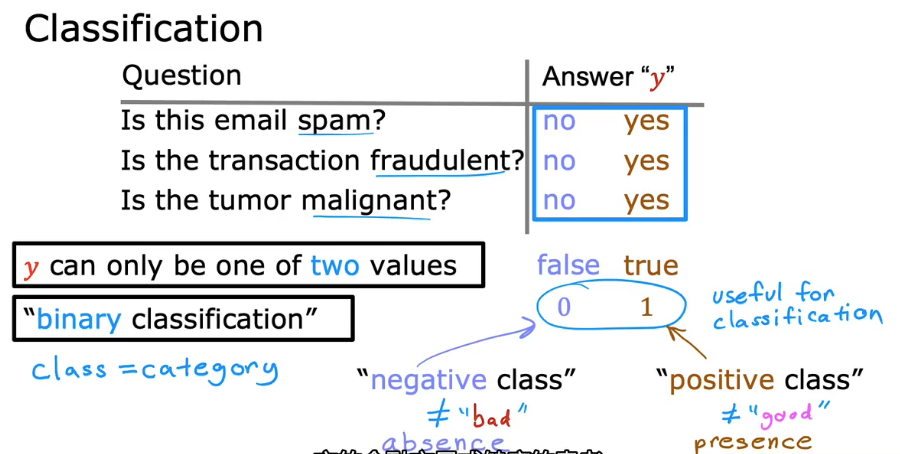 Classification
Question Answer “y”
Is this email spam? no yes
Is the transaction fraudulent? no yes
Is the tumor malignant? no yes
y can only be one of two values
false true
0 1
useful for
classification
“binary classification”
class = category
“negative class” “positive class”
≠ "bad" ≠ "good"
absence presence